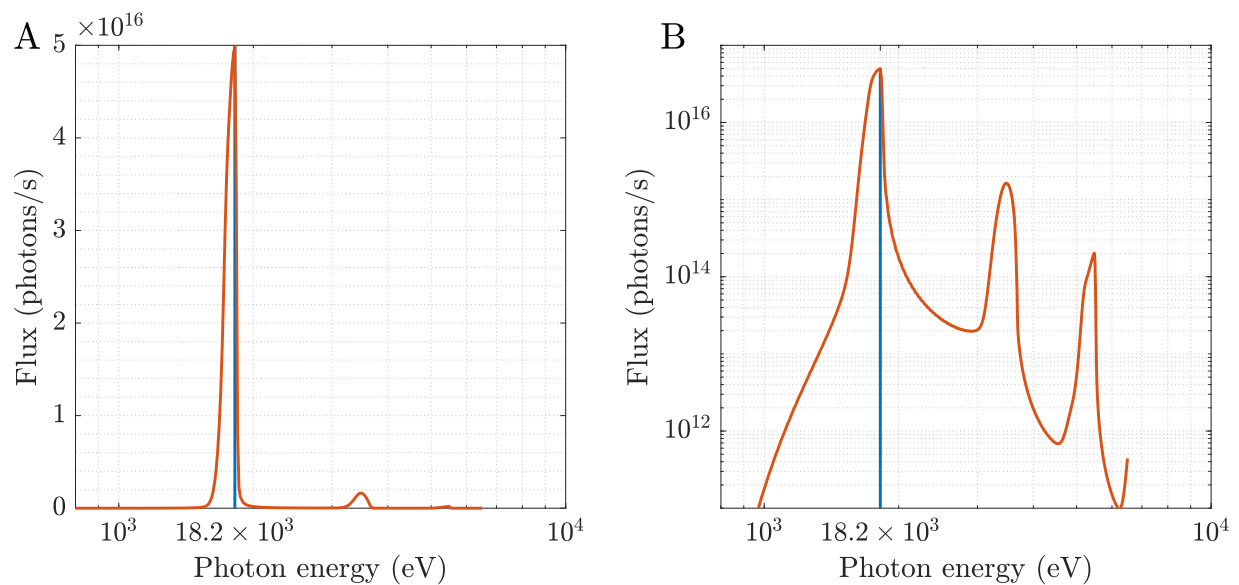 A
×10^16
5
4
3
2
1
0
Flux (photons/s)
10^3
18.2 × 10^3
10^4
Photon energy (eV)
B
10^16
10^14
10^12
Flux (photons/s)
10^3
18.2 × 10^3
10^4
Photon energy (eV)